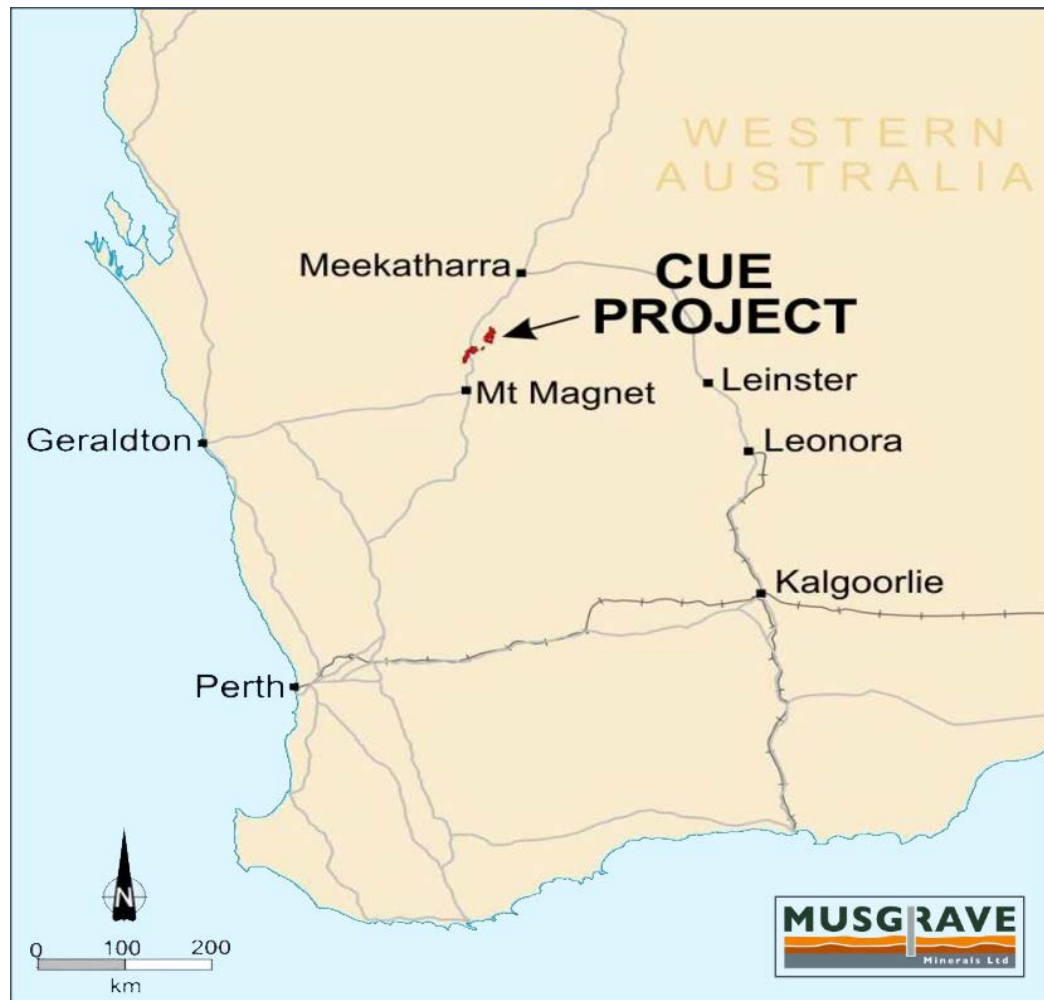 WESTERN
AUSTRALIA
Meekatharra
CUE
PROJECT
Mt Magnet
Leinster
Geraldton
Leonora
Kalgoorlie
Perth
N
0 100 200
km
MUSGRAVE
Minerals Ltd